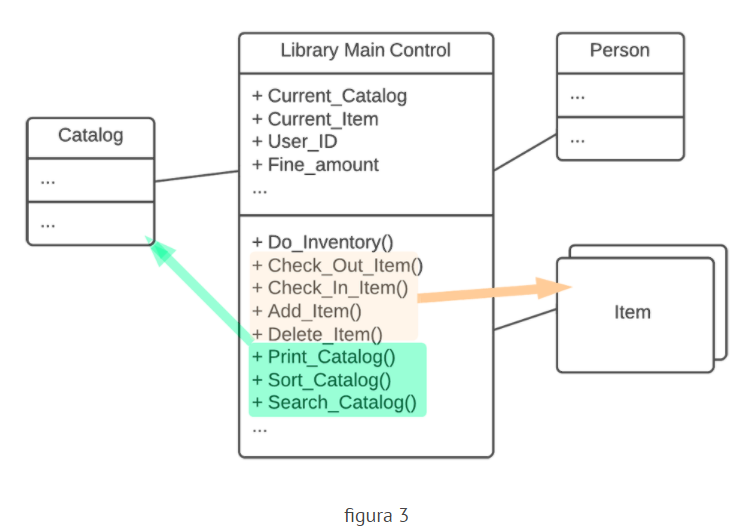 Library Main Control
+ Current_Catalog
+ Current_Item
+ User_ID
+ Fine_amount
...
+ Do_Inventory()
+ Check_Out_Item()
+ Check_In_Item()
+ Add_Item()
+ Delete_Item()
+ Print_Catalog()
+ Sort_Catalog()
+ Search_Catalog()
...
Catalog
...
...
Person
...
...
Item
figura 3